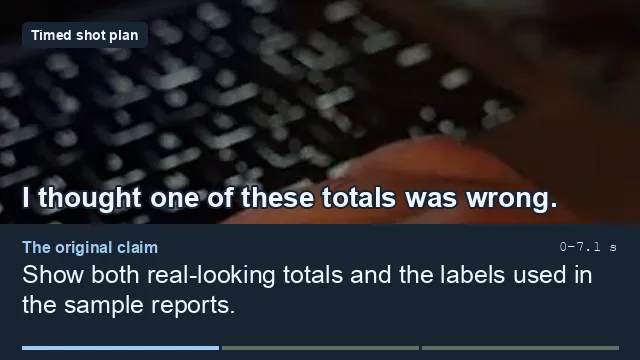 Timed shot plan
I thought one of these totals was wrong.
The original claim
0–7.1 s
Show both real-looking totals and the labels used in
the sample reports.